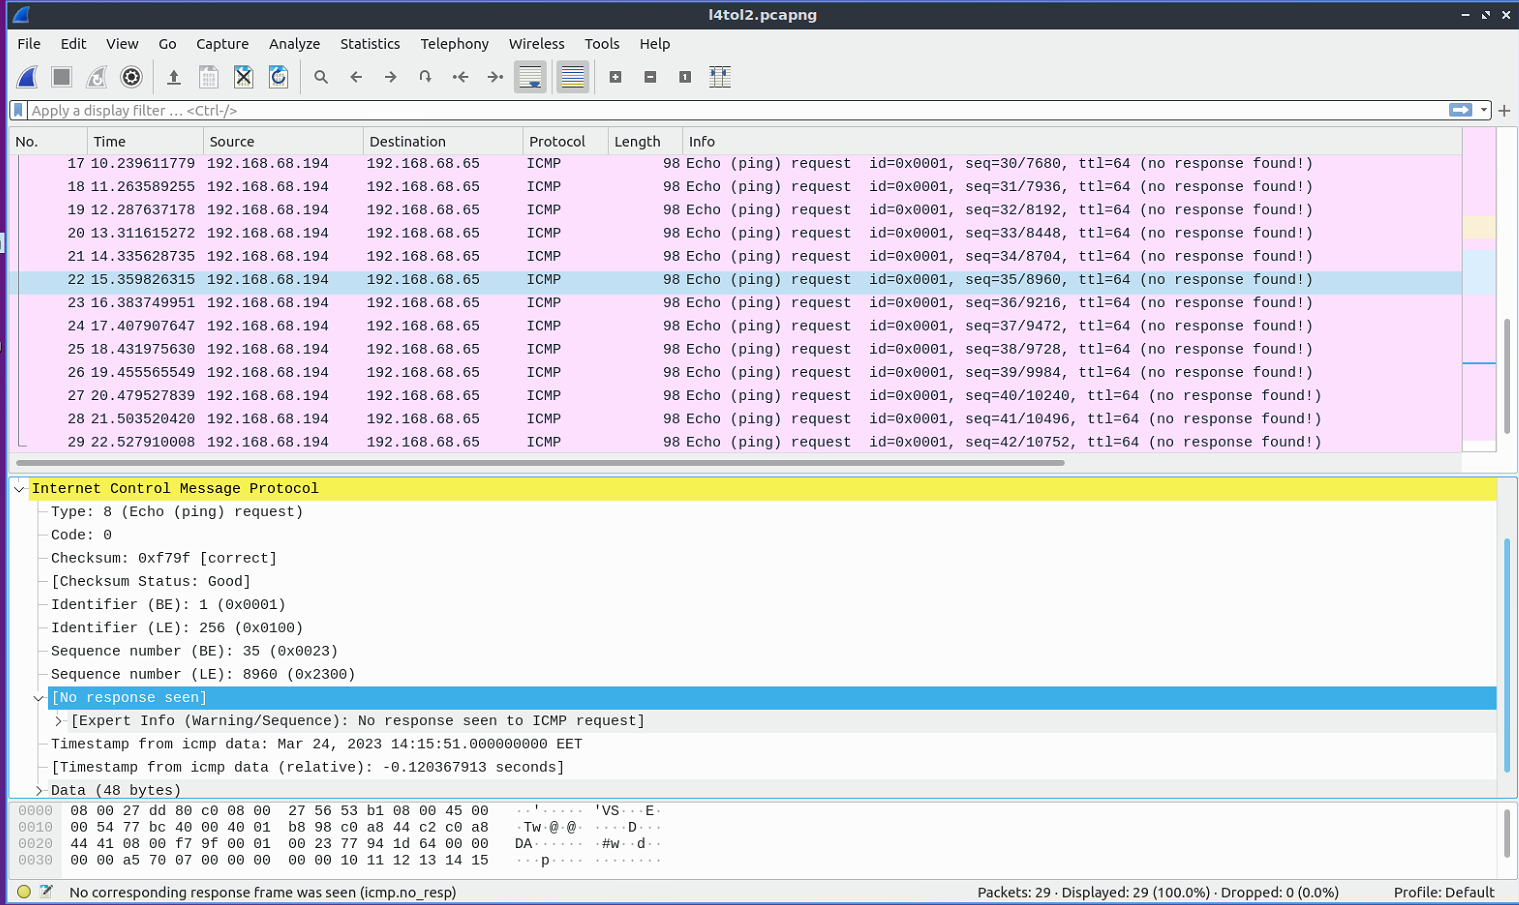 l4tol2.pcapng
File Edit View Go Capture Analyze Statistics Telephony Wireless Tools Help
Apply a display filter … <Ctrl-/>
No. Time Source Destination Protocol Length Info
17 10.239611779 192.168.68.194 192.168.68.65 ICMP 98 Echo (ping) request id=0x0001, seq=30/7680, ttl=64 (no response found!)
18 11.263589255 192.168.68.194 192.168.68.65 ICMP 98 Echo (ping) request id=0x0001, seq=31/7936, ttl=64 (no response found!)
19 12.287637178 192.168.68.194 192.168.68.65 ICMP 98 Echo (ping) request id=0x0001, seq=32/8192, ttl=64 (no response found!)
20 13.311615272 192.168.68.194 192.168.68.65 ICMP 98 Echo (ping) request id=0x0001, seq=33/8448, ttl=64 (no response found!)
21 14.335628735 192.168.68.194 192.168.68.65 ICMP 98 Echo (ping) request id=0x0001, seq=34/8704, ttl=64 (no response found!)
22 15.359826315 192.168.68.194 192.168.68.65 ICMP 98 Echo (ping) request id=0x0001, seq=35/8960, ttl=64 (no response found!)
23 16.383749951 192.168.68.194 192.168.68.65 ICMP 98 Echo (ping) request id=0x0001, seq=36/9216, ttl=64 (no response found!)
24 17.407907647 192.168.68.194 192.168.68.65 ICMP 98 Echo (ping) request id=0x0001, seq=37/9472, ttl=64 (no response found!)
25 18.431975630 192.168.68.194 192.168.68.65 ICMP 98 Echo (ping) request id=0x0001, seq=38/9728, ttl=64 (no response found!)
26 19.455565549 192.168.68.194 192.168.68.65 ICMP 98 Echo (ping) request id=0x0001, seq=39/9984, ttl=64 (no response found!)
27 20.479527839 192.168.68.194 192.168.68.65 ICMP 98 Echo (ping) request id=0x0001, seq=40/10240, ttl=64 (no response found!)
28 21.503520420 192.168.68.194 192.168.68.65 ICMP 98 Echo (ping) request id=0x0001, seq=41/10496, ttl=64 (no response found!)
29 22.527910008 192.168.68.194 192.168.68.65 ICMP 98 Echo (ping) request id=0x0001, seq=42/10752, ttl=64 (no response found!)
Internet Control Message Protocol
Type: 8 (Echo (ping) request)
Code: 0
Checksum: 0xf79f [correct]
[Checksum Status: Good]
Identifier (BE): 1 (0x0001)
Identifier (LE): 256 (0x0100)
Sequence number (BE): 35 (0x0023)
Sequence number (LE): 8960 (0x2300)
[No response seen]
[Expert Info (Warning/Sequence): No response seen to ICMP request]
Timestamp from icmp data: Mar 24, 2023 14:15:51.000000000 EET
[Timestamp from icmp data (relative): -0.120367913 seconds]
Data (48 bytes)
0000 08 00 27 dd 80 c0 08 00 27 56 53 b1 08 00 45 00 ··'····· 'VS···E·
0010 00 54 77 bc 40 00 40 01 b8 98 c0 a8 44 c2 c0 a8 ·Tw·@·@· ····D···
0020 44 41 08 00 f7 9f 00 01 00 23 77 94 1d 64 00 00 DA······ ·#w··d··
0030 00 00 a5 70 07 00 00 00 00 00 10 11 12 13 14 15 ···p···· ········
No corresponding response frame was seen (icmp.no_resp) Packets: 29 · Displayed: 29 (100.0%) · Dropped: 0 (0.0%) Profile: Default